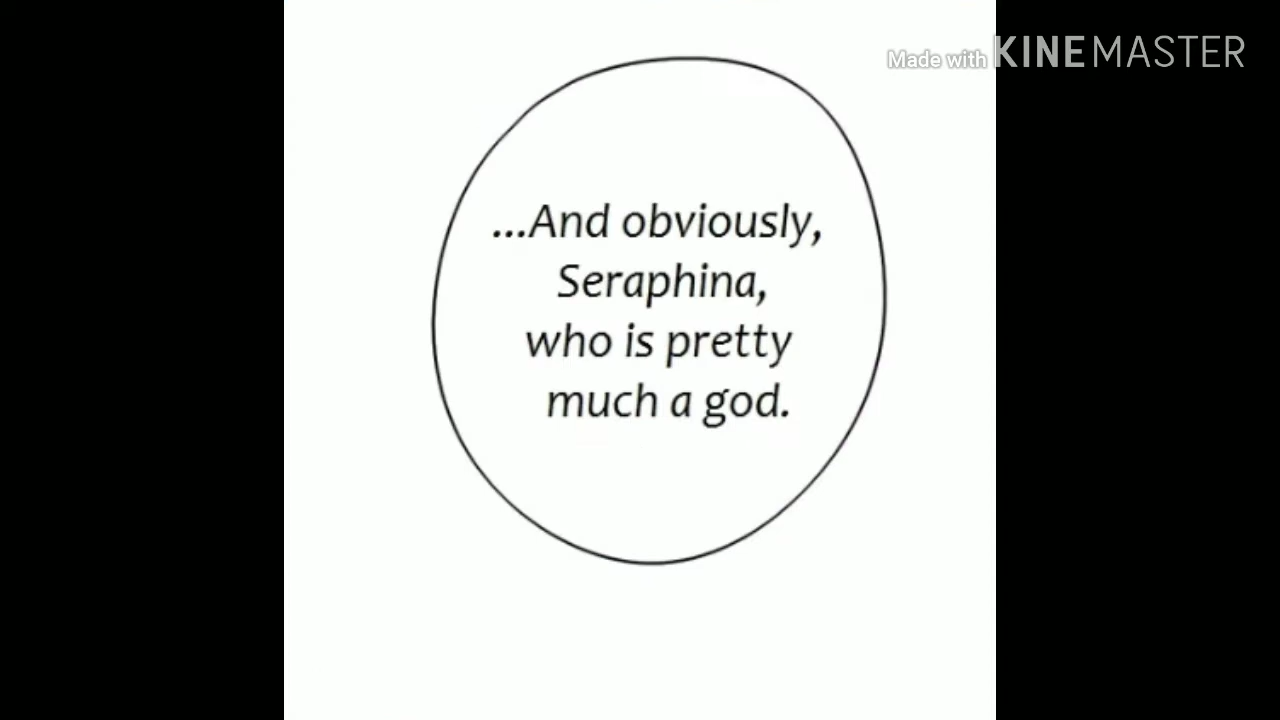 Made with KINEMASTER
...And obviously,
Seraphina,
who is pretty
much a god.